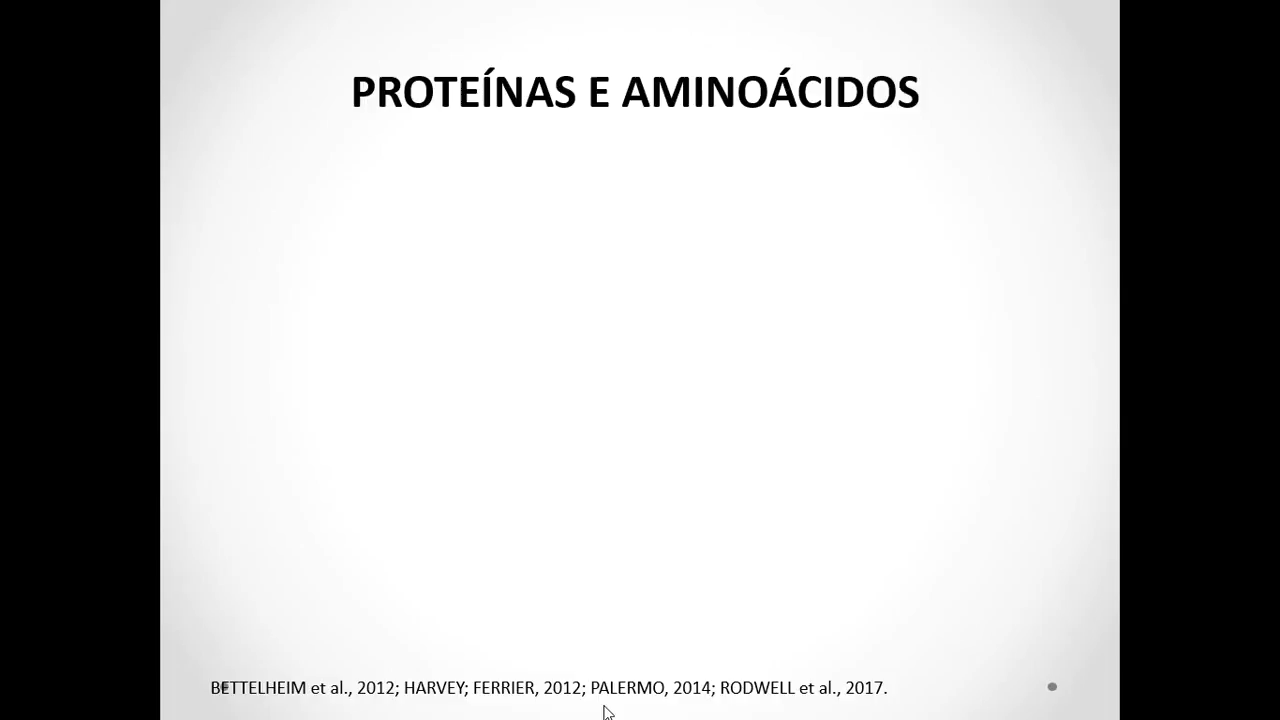 PROTEÍNAS E AMINOÁCIDOS
BETTELHEIM et al., 2012; HARVEY; FERRIER, 2012; PALERMO, 2014; RODWELL et al., 2017.